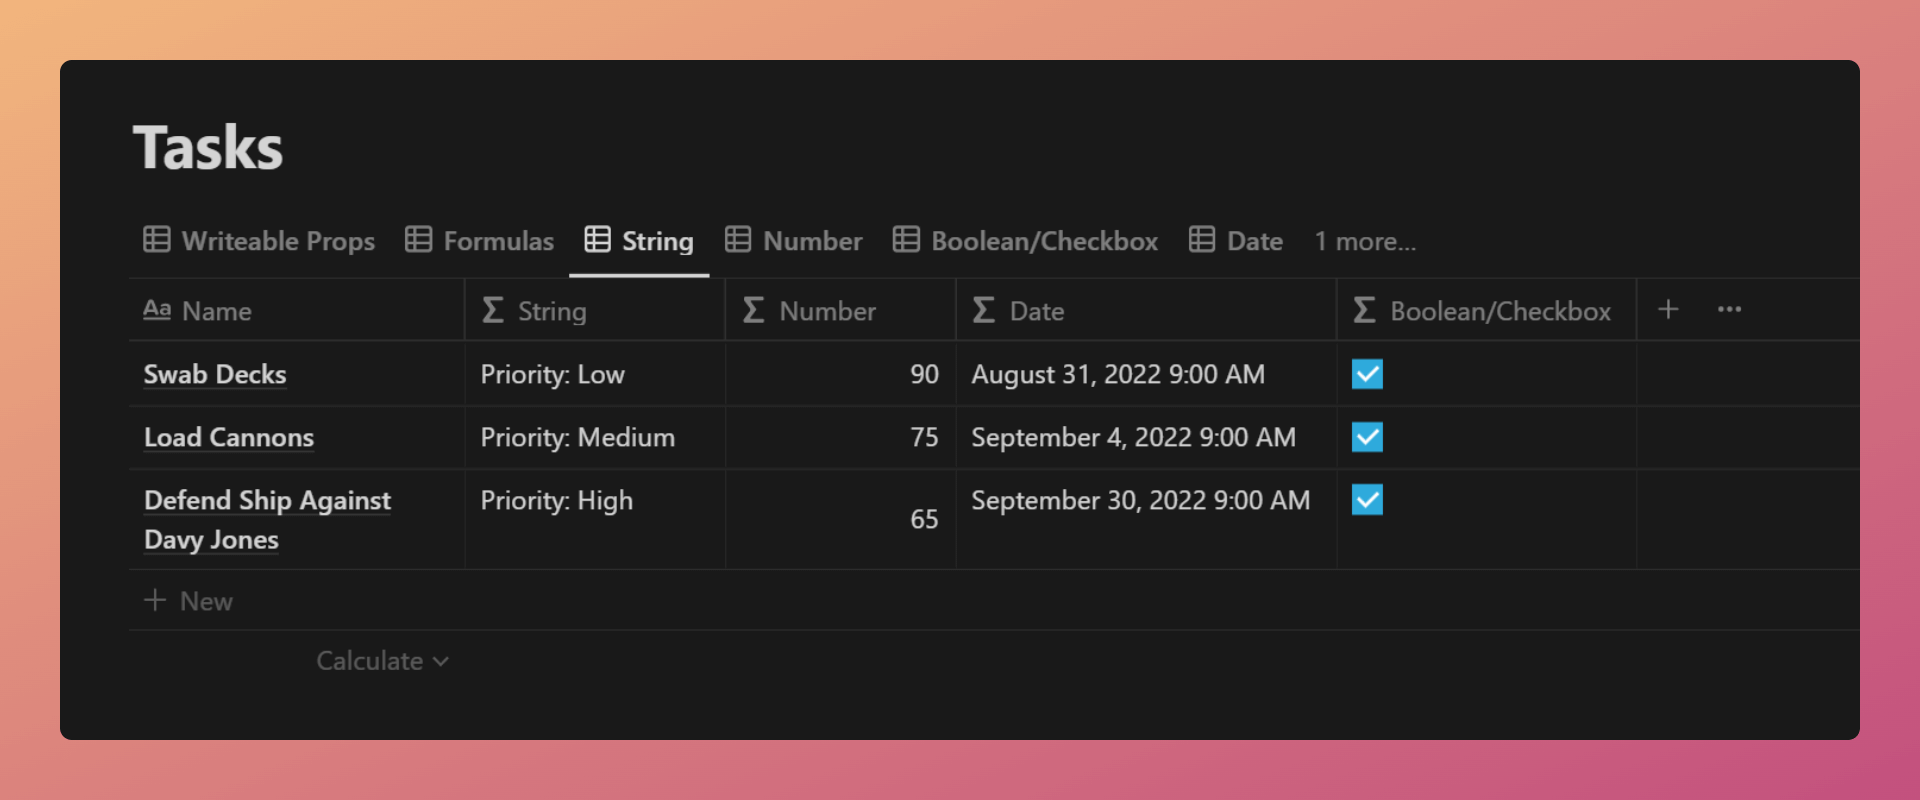 Tasks
Writeable Props Formulas String Number Boolean/Checkbox Date 1 more...
Aa Name Σ String Σ Number Σ Date Σ Boolean/Checkbox + ...
Swab Decks Priority: Low 90 August 31, 2022 9:00 AM
Load Cannons Priority: Medium 75 September 4, 2022 9:00 AM
Defend Ship Against Priority: High 65 September 30, 2022 9:00 AM
Davy Jones
+ New
Calculate